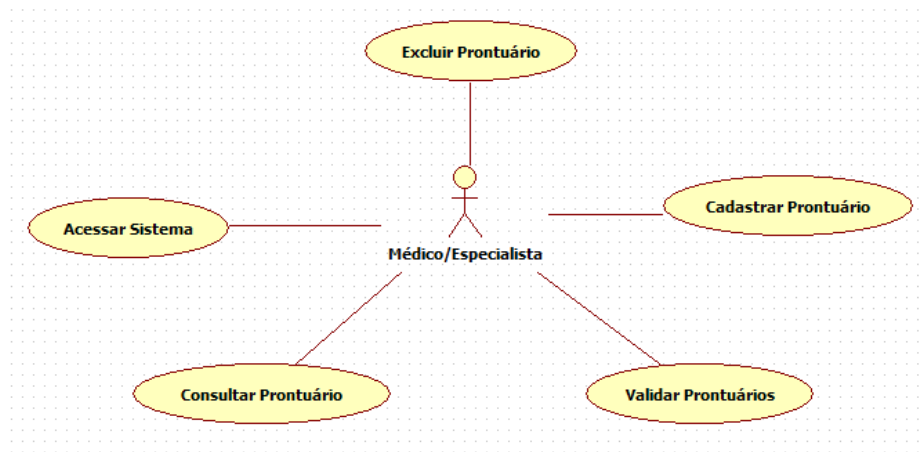 Excluir Prontuário
Cadastrar Prontuário
Acessar Sistema
Médico/Especialista
Consultar Prontuário
Validar Prontuários